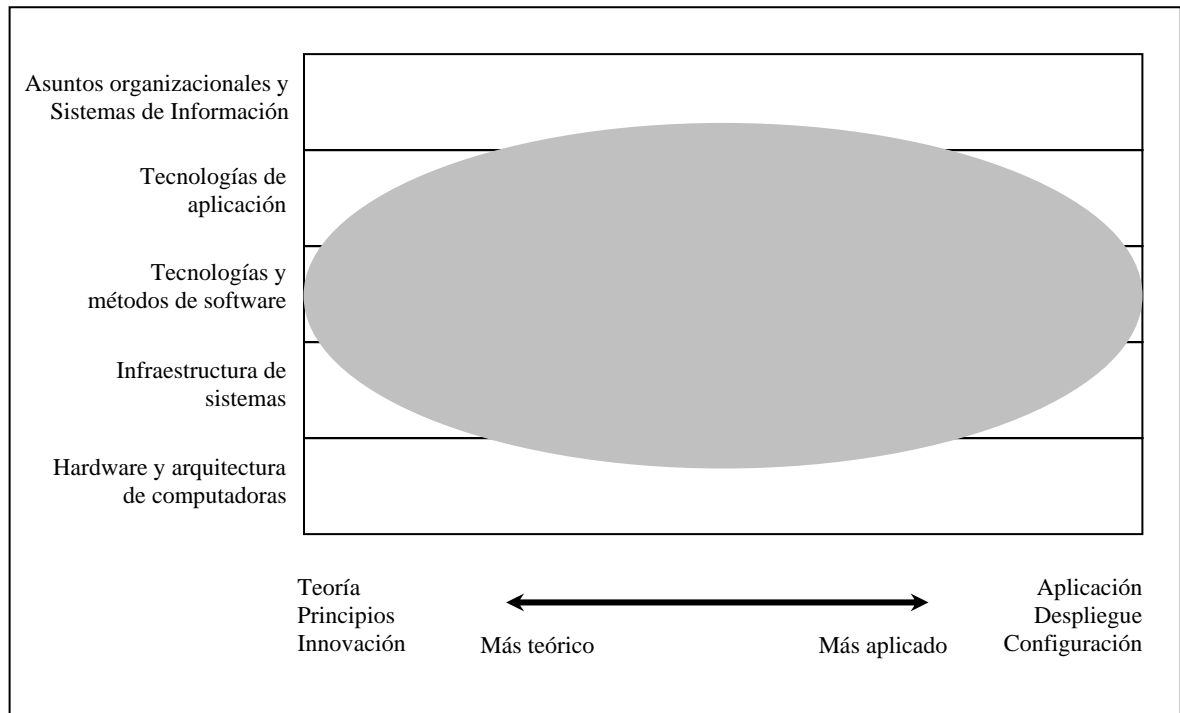 Asuntos organizacionales y
Sistemas de Información
Tecnologías de
aplicación
Tecnologías y
métodos de software
Infraestructura de
sistemas
Hardware y arquitectura
de computadoras
Teoría
Principios
Innovación
Más teórico
Más aplicado
Aplicación
Despliegue
Configuración